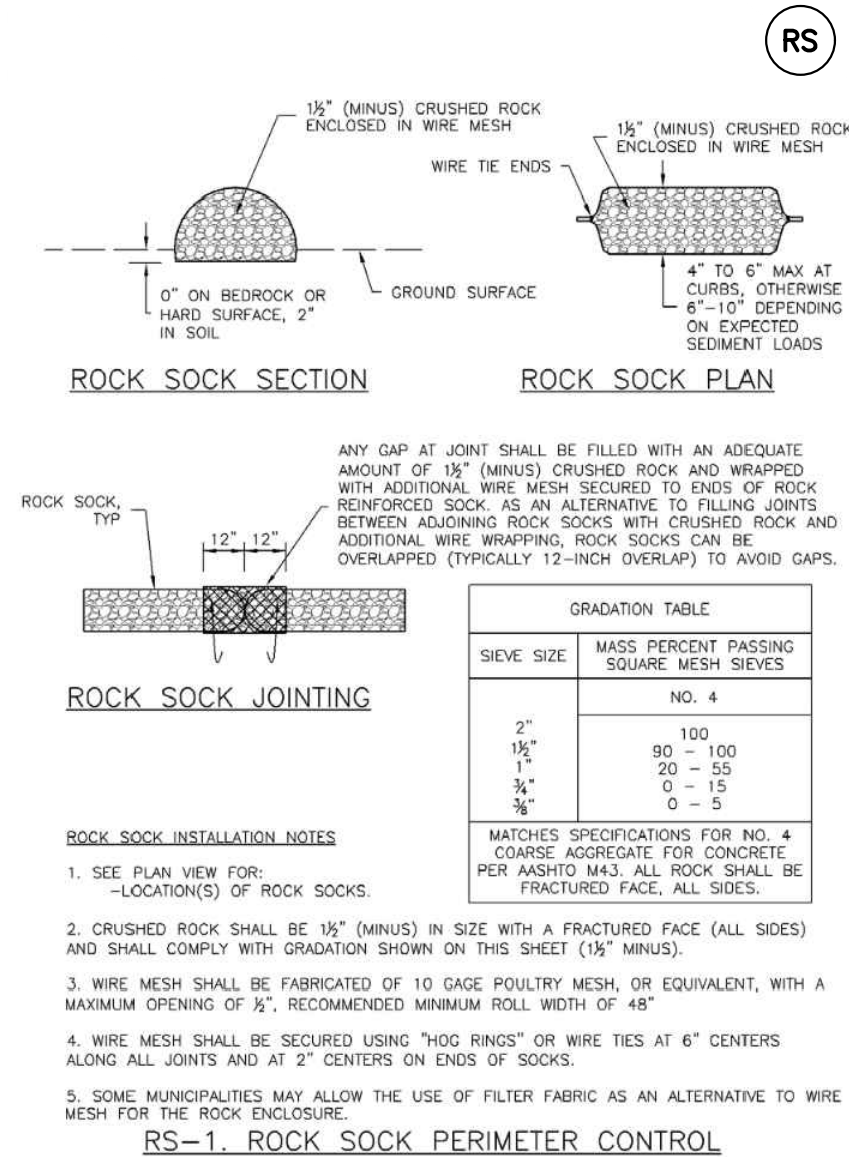 RS
1½" (MINUS) CRUSHED ROCK
ENCLOSED IN WIRE MESH
0" ON BEDROCK OR
HARD SURFACE, 2"
IN SOIL
GROUND SURFACE
ROCK SOCK SECTION
1½" (MINUS) CRUSHED ROCK
ENCLOSED IN WIRE MESH
WIRE TIE ENDS
4" TO 6" MAX AT
CURBS, OTHERWISE
6"-10" DEPENDING
ON EXPECTED
SEDIMENT LOADS
ROCK SOCK PLAN
ANY GAP AT JOINT SHALL BE FILLED WITH AN ADEQUATE
AMOUNT OF 1½" (MINUS) CRUSHED ROCK AND WRAPPED
WITH ADDITIONAL WIRE MESH SECURED TO ENDS OF ROCK
REINFORCED SOCK. AS AN ALTERNATIVE TO FILLING JOINTS
BETWEEN ADJOINING ROCK SOCKS WITH CRUSHED ROCK AND
ADDITIONAL WIRE WRAPPING, ROCK SOCKS CAN BE
OVERLAPPED (TYPICALLY 12-INCH OVERLAP) TO AVOID GAPS.
ROCK SOCK,
TYP
12" 12"
ROCK SOCK JOINTING
GRADATION TABLE
SIEVE SIZE
MASS PERCENT PASSING
SQUARE MESH SIEVES
NO. 4
2" 100
1½" 90 - 100
1" 20 - 55
¾" 0 - 15
⅜" 0 - 5
MATCHES SPECIFICATIONS FOR NO. 4
COARSE AGGREGATE FOR CONCRETE
PER AASHTO M43. ALL ROCK SHALL BE
FRACTURED FACE, ALL SIDES.
ROCK SOCK INSTALLATION NOTES
1. SEE PLAN VIEW FOR:
-LOCATION(S) OF ROCK SOCKS.
2. CRUSHED ROCK SHALL BE 1½" (MINUS) IN SIZE WITH A FRACTURED FACE (ALL SIDES)
AND SHALL COMPLY WITH GRADATION SHOWN ON THIS SHEET (1½" MINUS).
3. WIRE MESH SHALL BE FABRICATED OF 10 GAGE POULTRY MESH, OR EQUIVALENT, WITH A
MAXIMUM OPENING OF ½", RECOMMENDED MINIMUM ROLL WIDTH OF 48"
4. WIRE MESH SHALL BE SECURED USING "HOG RINGS" OR WIRE TIES AT 6" CENTERS
ALONG ALL JOINTS AND AT 2" CENTERS ON ENDS OF SOCKS.
5. SOME MUNICIPALITIES MAY ALLOW THE USE OF FILTER FABRIC AS AN ALTERNATIVE TO WIRE
MESH FOR THE ROCK ENCLOSURE.
RS-1. ROCK SOCK PERIMETER CONTROL